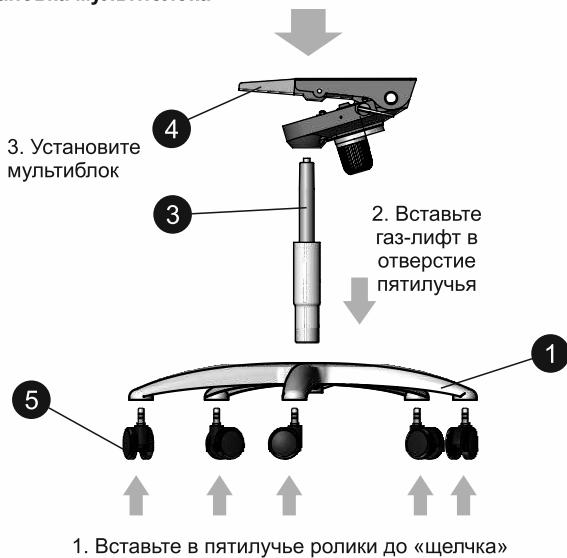 4
3. Установите
мультиблок
3
2. Вставьте
газ-лифт в
отверстие
пятилучья
1
5
1. Вставьте в пятилучье ролики до «щелчка»